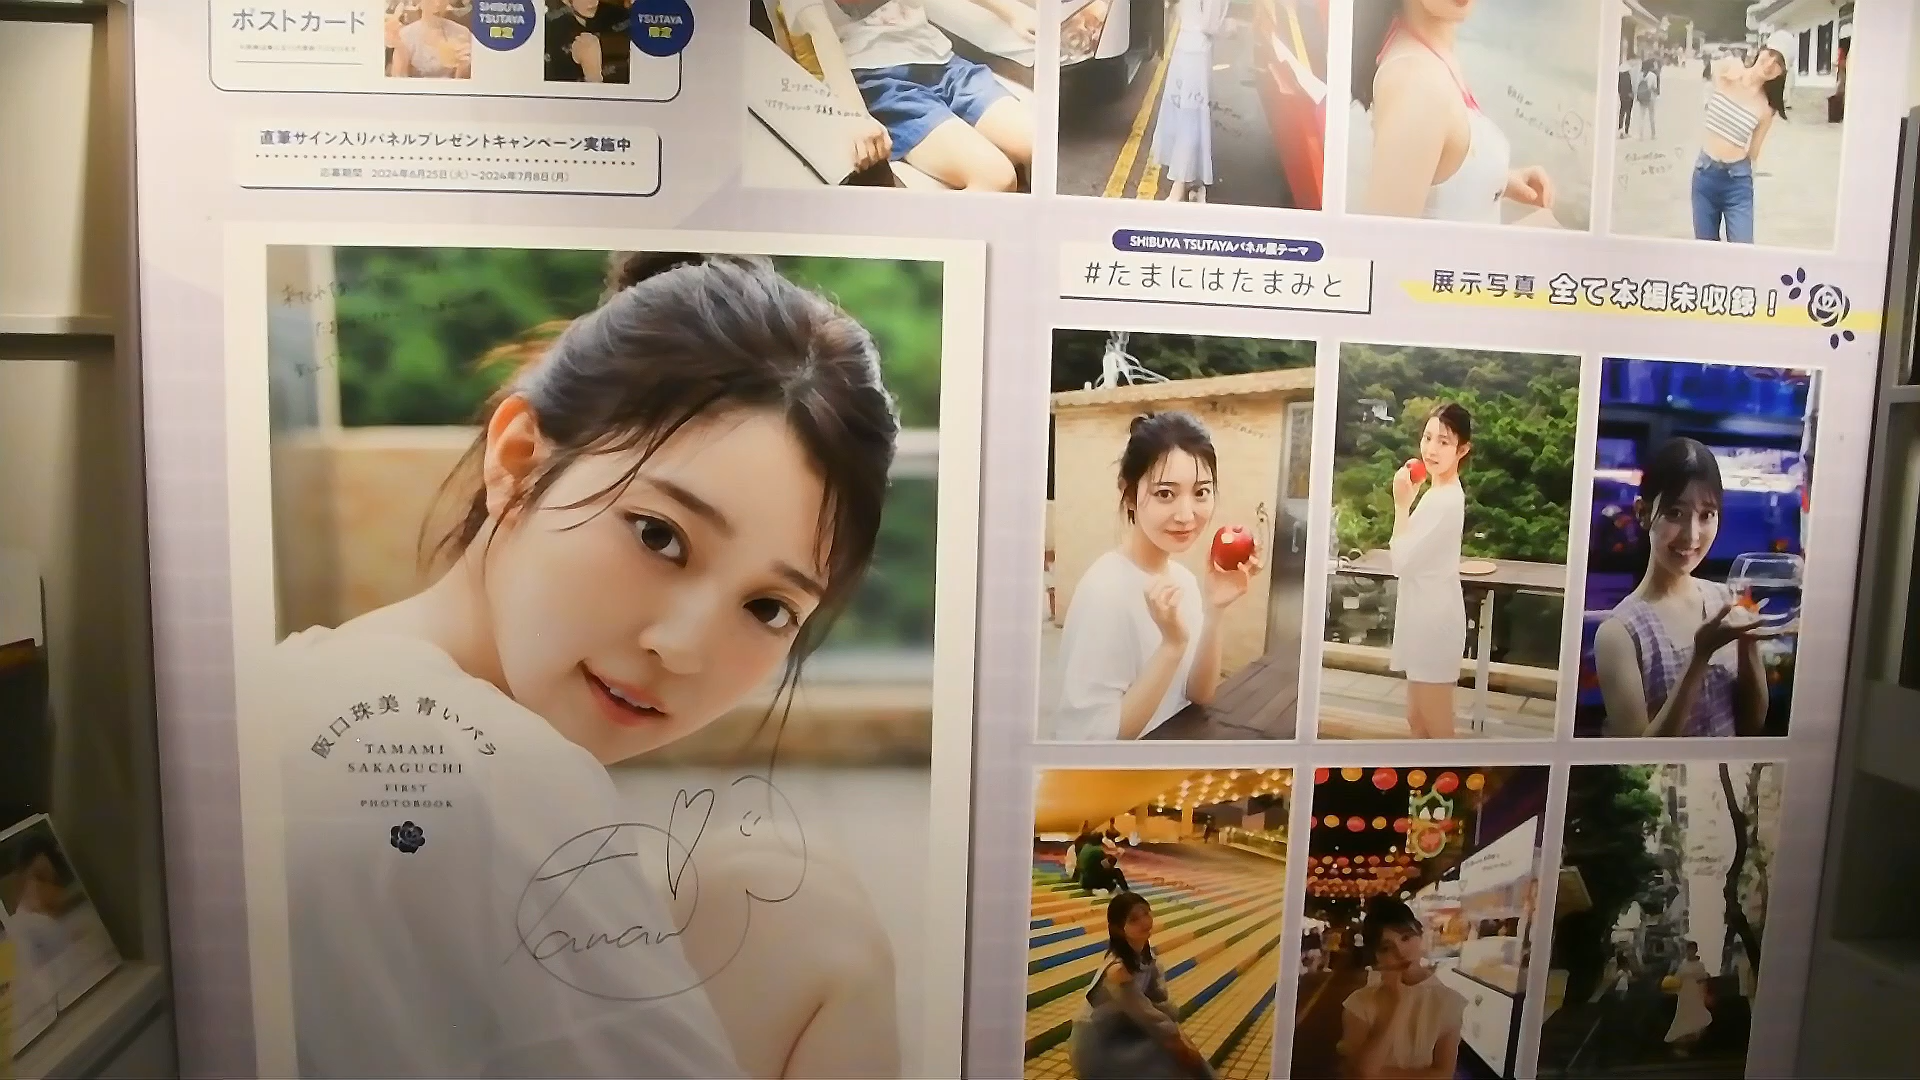 ポストカード
SHIBUYA
TSUTAYA
限定
TSUTAYA
限定
直筆サイン入りパネルプレゼントキャンペーン実施中
応募期間 2024年6月25日(火)~2024年7月8日(月)
SHIBUYA TSUTAYAパネル展テーマ
#たまにはたまみと
展示写真 全て本編未収録!
阪口珠美 青いバラ
TAMAMI
SAKAGUCHI
FIRST
PHOTOBOOK